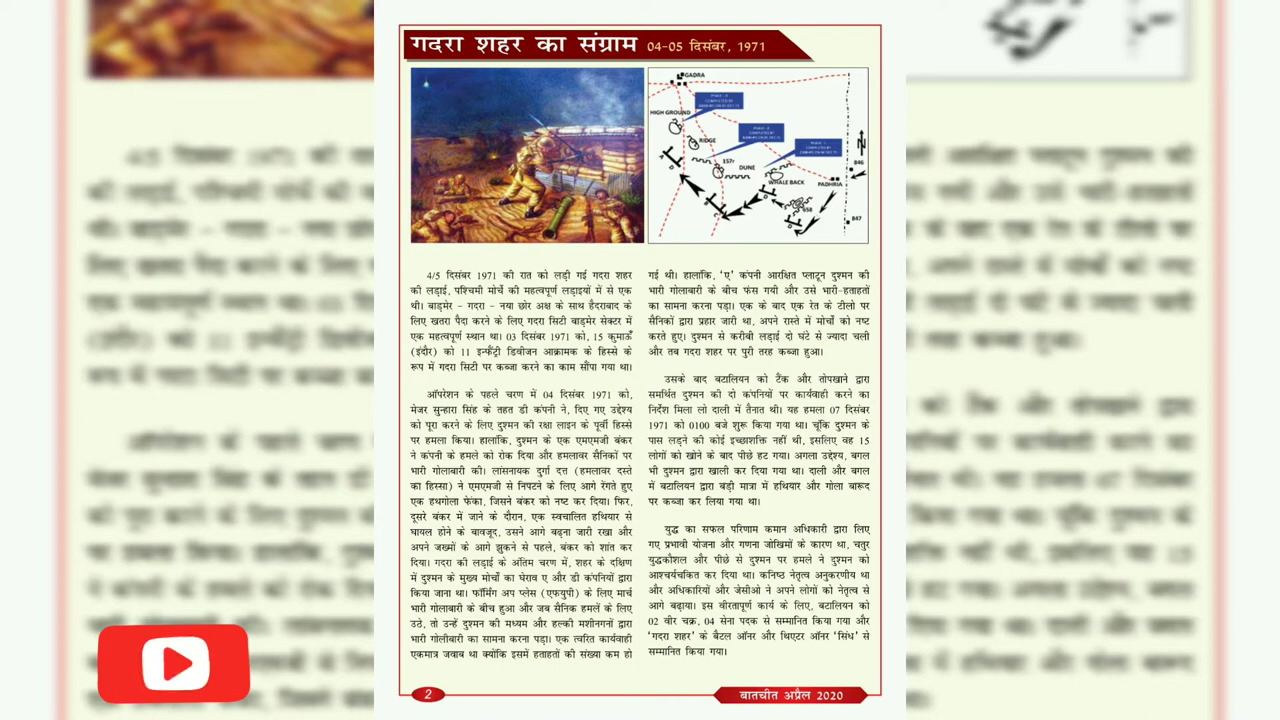 गदरा शहर का संग्राम 04-05 दिसंबर, 1971
GADRA
HIGH GROUND
RIDGE
157r
DUNE
WHALE BACK
PADHRIA
858
846
847
N
4/5 दिसंबर 1971 की रात को लड़ी गई गदरा शहर
की लड़ाई, पश्चिमी मोर्चे की महत्वपूर्ण लड़ाइयों में से एक
थी। बाड़मेर - गदरा - नया छोर अक्ष के साथ हैदराबाद के
लिए खतरा पैदा करने के लिए गदरा सिटी बाड़मेर सेक्टर में
एक महत्वपूर्ण स्थान था। 03 दिसंबर 1971 को, 15 कुमाऊँ
(इंदौर) को 11 इन्फैंट्री डिवीजन आक्रामक के हिस्से के
रूप में गदरा सिटी पर कब्जा करने का काम सौंपा गया था।
ऑपरेशन के पहले चरण में 04 दिसंबर 1971 को,
मेजर सुन्हारा सिंह के तहत डी कंपनी ने, दिए गए उद्देश्य
को पूरा करने के लिए दुश्मन की रक्षा लाइन के पूर्वी हिस्से
पर हमला किया। हालांकि, दुश्मन के एक एमएमजी बंकर
ने कंपनी के हमले को रोक दिया और हमलावर सैनिकों पर
भारी गोलाबारी की। लांसनायक दुर्गा दत्त (हमलावर दस्ते
का हिस्सा) ने एमएमजी से निपटने के लिए आगे रेंगते हुए
एक हथगोला फेंका, जिसने बंकर को नष्ट कर दिया। फिर,
दूसरे बंकर में जाने के दौरान, एक स्वचालित हथियार से
घायल होने के बावजूद, उसने आगे बढ़ना जारी रखा और
अपने जख्मों के आगे झुकने से पहले, बंकर को शांत कर
दिया। गदरा की लड़ाई के अंतिम चरण में, शहर के दक्षिण
में दुश्मन के मुख्य मोर्चों का घेराव ए और डी कंपनियों द्वारा
किया जाना था। फॉर्मिंग अप प्लेस (एफयूपी) के लिए मार्च
भारी गोलाबारी के बीच हुआ और जब सैनिक हमलें के लिए
उठे, तो उन्हें दुश्मन की मध्यम और हल्की मशीनगनों द्वारा
भारी गोलीबारी का सामना करना पड़ा। एक त्वरित कार्यवाही
एकमात्र जवाब था क्योंकि इसमें हताहतों की संख्या कम हो
गई थी। हालांकि, ‘ए’ कंपनी आरक्षित प्लाटून दुश्मन की
भारी गोलाबारी के बीच फंस गयी और उसे भारी-हताहतों
का सामना करना पड़ा। एक के बाद एक रेत के टीलो पर
सैनिकों द्वारा प्रहार जारी था, अपने रास्ते में मोर्चों को नष्ट
करते हुए। दुश्मन से करीबी लड़ाई दो घंटे से ज्यादा चली
और तब गदरा शहर पर पुरी तरह कब्जा हुआ।
उसके बाद बटालियन को टैंक और तोपखाने द्वारा
समर्थित दुश्मन की दो कंपनियों पर कार्यवाही करने का
निर्देश मिला लो दाली में तैनात थी। यह हमला 07 दिसंबर
1971 को 0100 बजे शुरू किया गया था। चूंकि दुश्मन के
पास लड़ने की कोई इच्छाशक्ति नहीं थी, इसलिए वह 15
लोगों को खोने के बाद पीछे हट गया। अगला उद्देश्य, बगल
भी दुश्मन द्वारा खाली कर दिया गया था। दाली और बगल
में बटालियन द्वारा बड़ी मात्रा में हथियार और गोला बारूद
पर कब्जा कर लिया गया था।
युद्ध का सफल परिणाम कमान अधिकारी द्वारा लिए
गए प्रभावी योजना और गणना जोखिमों के कारण था, चतुर
युद्धकौशल और पीछे से दुश्मन पर हमले ने दुश्मन को
आश्चर्यचकित कर दिया था। कनिष्ठ नेतृत्व अनुकरणीय था
और अधिकारियों और जेसीओ ने अपने लोगों को नेतृत्व से
आगे बढ़ाया। इस वीरतापूर्ण कार्य के लिए, बटालियन को
02 वीर चक्र, 04 सेना पदक से सम्मानित किया गया और
‘गदरा शहर’ के बैटल ऑनर और थिएटर ऑनर ‘सिंध’ से
सम्मानित किया गया।
2
बातचीत अप्रैल 2020